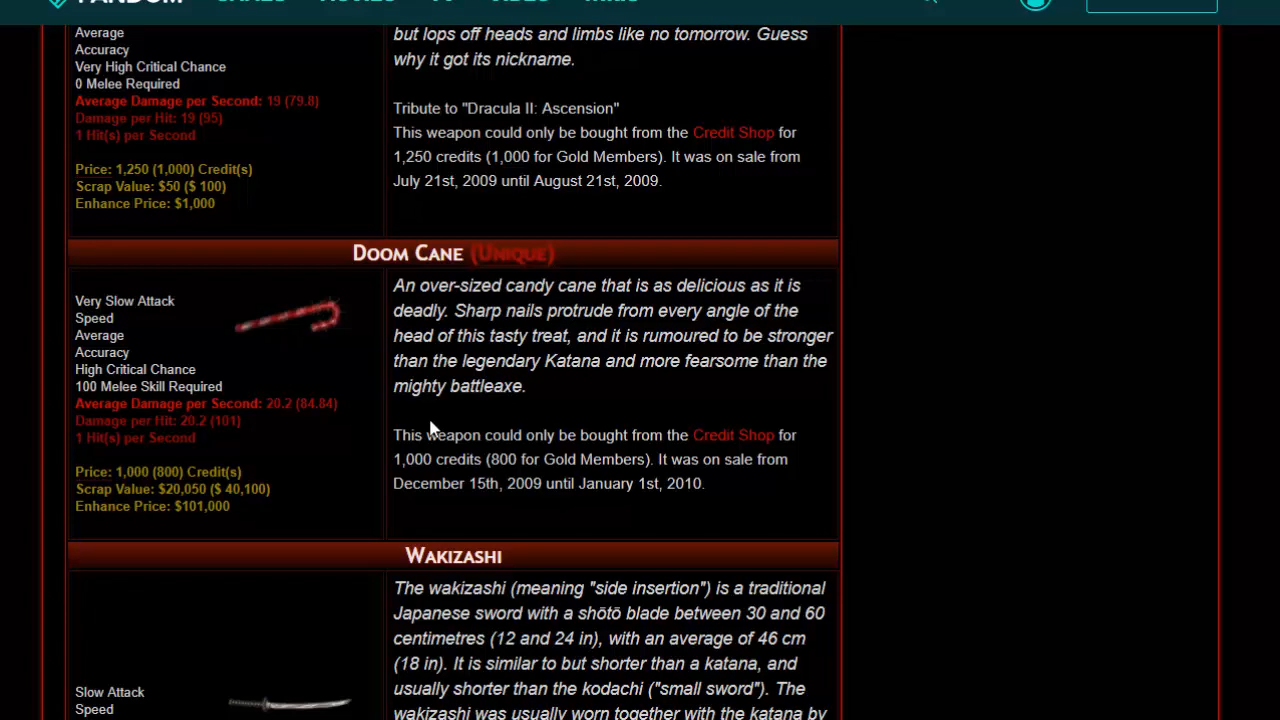 FANDOM
Average
Accuracy
Very High Critical Chance
0 Melee Required
Average Damage per Second: 19 (79.8)
Damage per Hit: 19 (95)
1 Hit(s) per Second
Price: 1,250 (1,000) Credit(s)
Scrap Value: $50 ($ 100)
Enhance Price: $1,000
but lops off heads and limbs like no tomorrow. Guess
why it got its nickname.
Tribute to "Dracula II: Ascension"
This weapon could only be bought from the Credit Shop for
1,250 credits (1,000 for Gold Members). It was on sale from
July 21st, 2009 until August 21st, 2009.
Doom Cane (Unique)
Very Slow Attack
Speed
Average
Accuracy
High Critical Chance
100 Melee Skill Required
Average Damage per Second: 20.2 (84.84)
Damage per Hit: 20.2 (101)
1 Hit(s) per Second
Price: 1,000 (800) Credit(s)
Scrap Value: $20,050 ($ 40,100)
Enhance Price: $101,000
An over-sized candy cane that is as delicious as it is
deadly. Sharp nails protrude from every angle of the
head of this tasty treat, and it is rumoured to be stronger
than the legendary Katana and more fearsome than the
mighty battleaxe.
This weapon could only be bought from the Credit Shop for
1,000 credits (800 for Gold Members). It was on sale from
December 15th, 2009 until January 1st, 2010.
Wakizashi
Slow Attack
Speed
The wakizashi (meaning "side insertion") is a traditional
Japanese sword with a shōtō blade between 30 and 60
centimetres (12 and 24 in), with an average of 46 cm
(18 in). It is similar to but shorter than a katana, and
usually shorter than the kodachi ("small sword"). The
wakizashi was usually worn together with the katana by